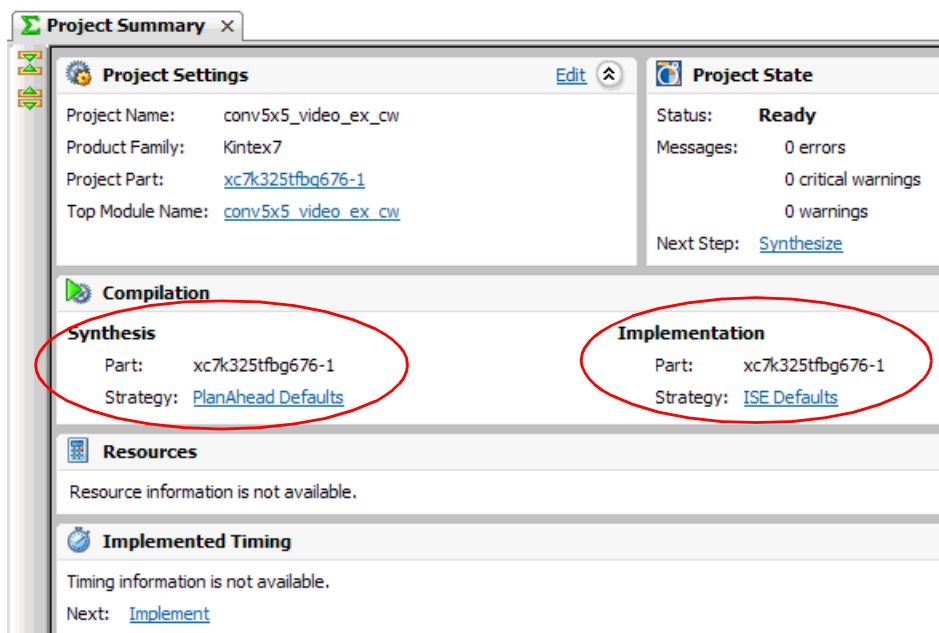 Project Summary
Project Settings Edit
Project Name: conv5x5_video_ex_cw
Product Family: Kintex7
Project Part: xc7k325tfbg676-1
Top Module Name: conv5x5_video_ex_cw
Project State
Status: Ready
Messages: 0 errors
0 critical warnings
0 warnings
Next Step: Synthesize
Compilation
Synthesis
Part: xc7k325tfbg676-1
Strategy: PlanAhead Defaults
Implementation
Part: xc7k325tfbg676-1
Strategy: ISE Defaults
Resources
Resource information is not available.
Implemented Timing
Timing information is not available.
Next: Implement